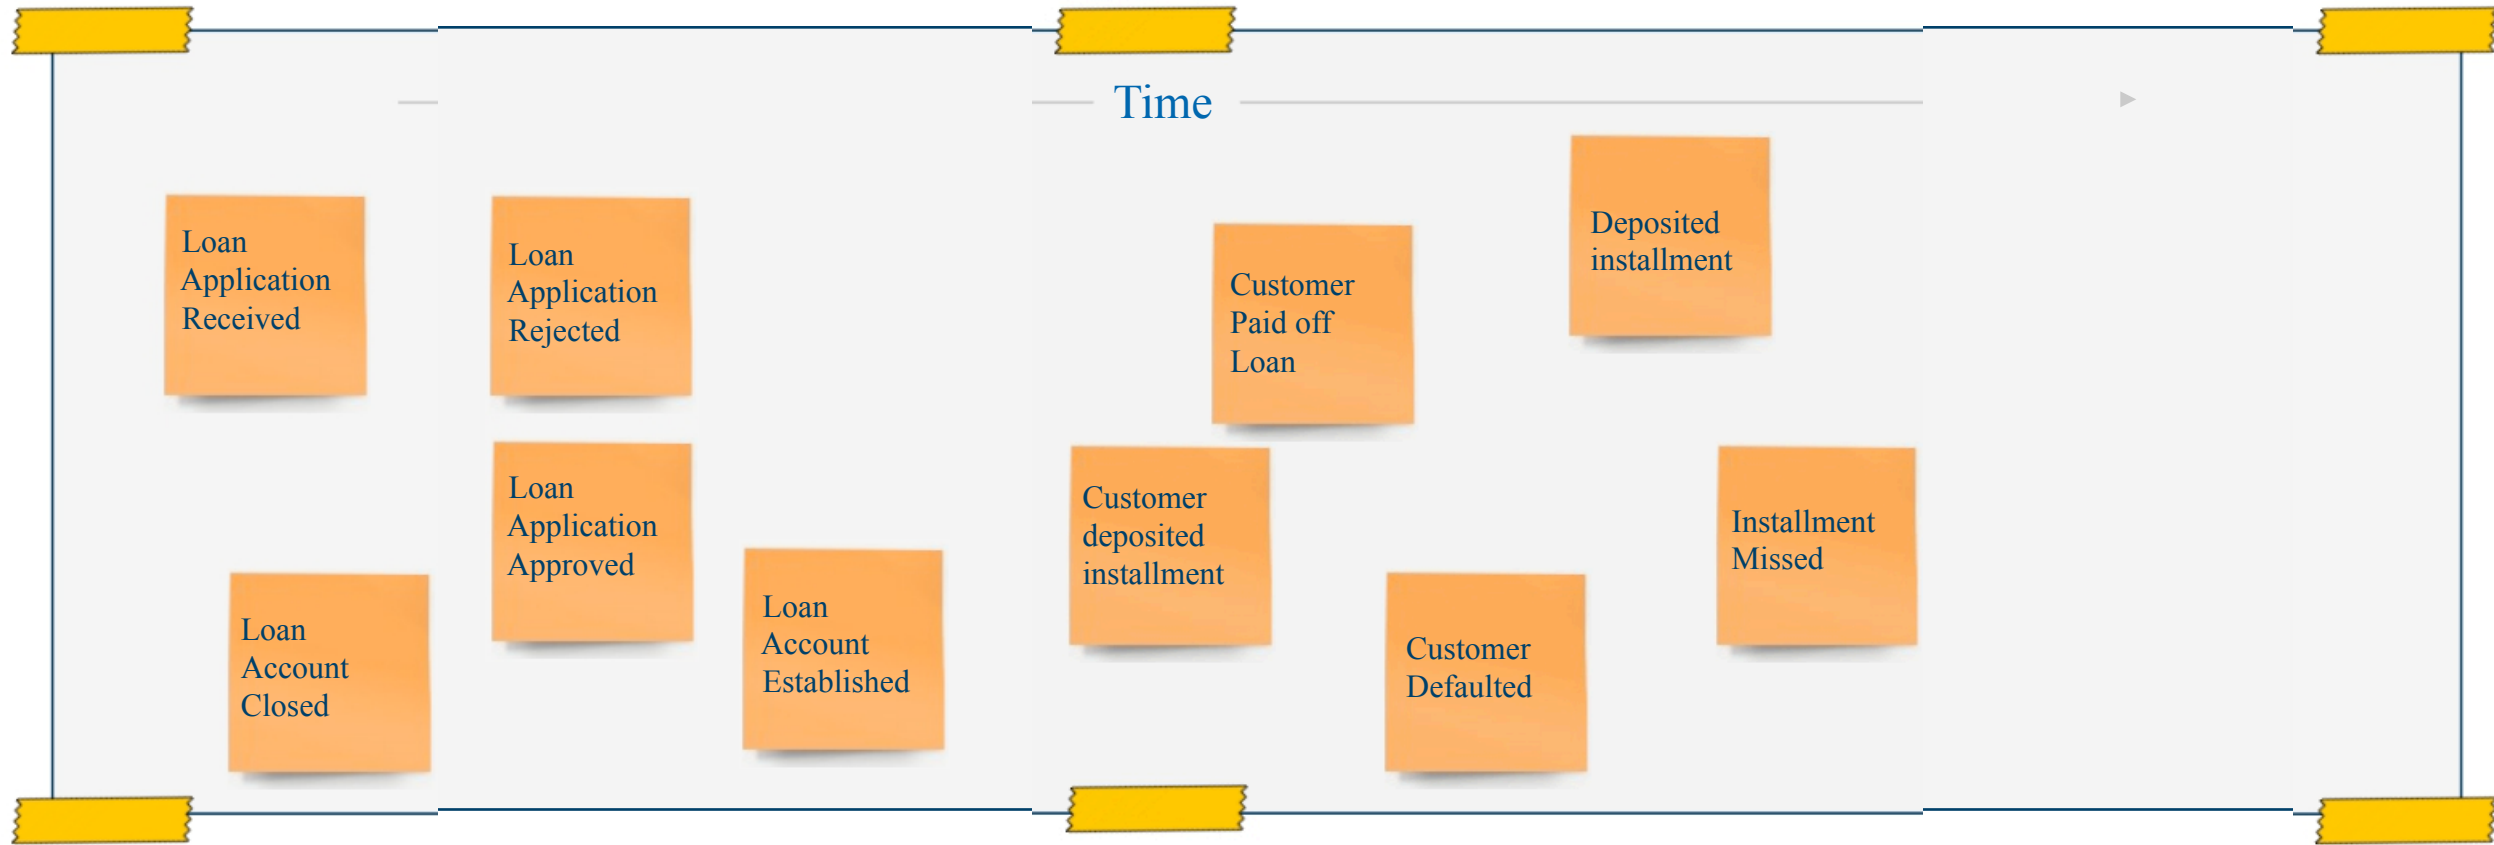 Time
Loan
Application
Received
Loan
Application
Rejected
Customer
Paid off
Loan
Deposited
installment
Loan
Application
Approved
Customer
deposited
installment
Installment
Missed
Loan
Account
Closed
Loan
Account
Established
Customer
Defaulted